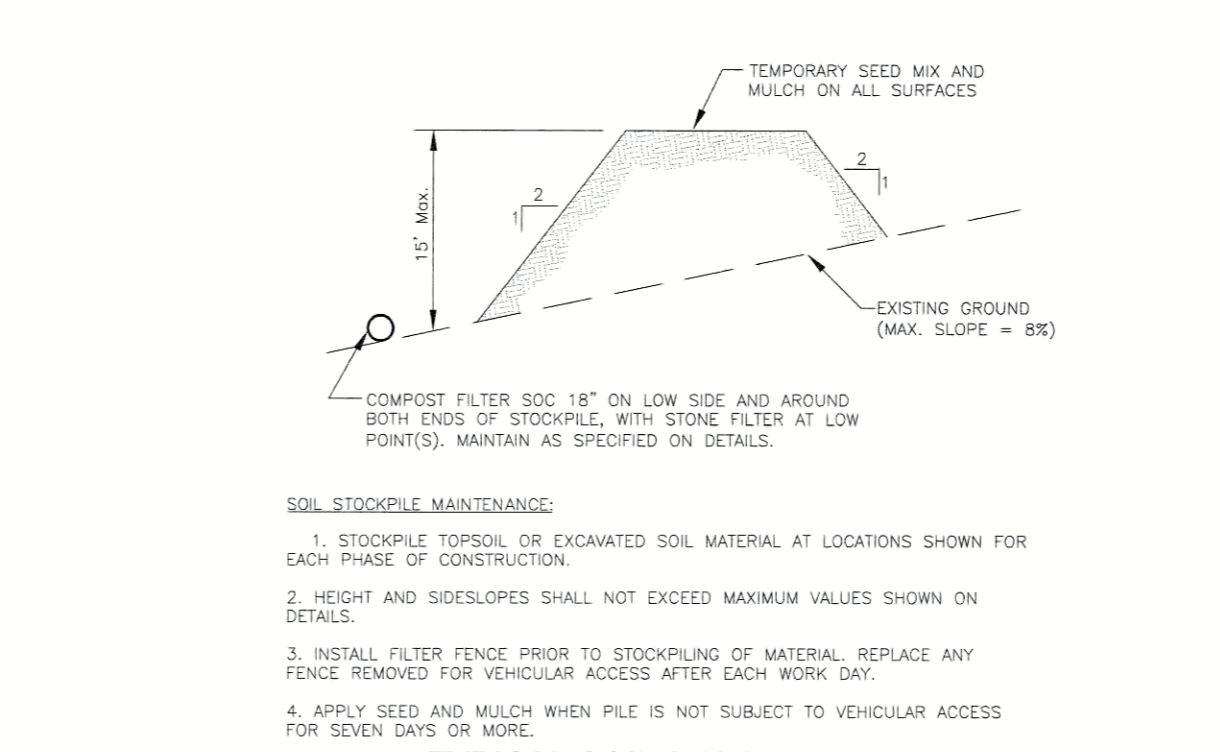 TEMPORARY SEED MIX AND
MULCH ON ALL SURFACES
2
1
2
1
15' Max.
EXISTING GROUND
(MAX. SLOPE = 8%)
COMPOST FILTER SOC 18" ON LOW SIDE AND AROUND
BOTH ENDS OF STOCKPILE, WITH STONE FILTER AT LOW
POINT(S). MAINTAIN AS SPECIFIED ON DETAILS.
SOIL STOCKPILE MAINTENANCE:
1. STOCKPILE TOPSOIL OR EXCAVATED SOIL MATERIAL AT LOCATIONS SHOWN FOR
EACH PHASE OF CONSTRUCTION.
2. HEIGHT AND SIDESLOPES SHALL NOT EXCEED MAXIMUM VALUES SHOWN ON
DETAILS.
3. INSTALL FILTER FENCE PRIOR TO STOCKPILING OF MATERIAL. REPLACE ANY
FENCE REMOVED FOR VEHICULAR ACCESS AFTER EACH WORK DAY.
4. APPLY SEED AND MULCH WHEN PILE IS NOT SUBJECT TO VEHICULAR ACCESS
FOR SEVEN DAYS OR MORE.